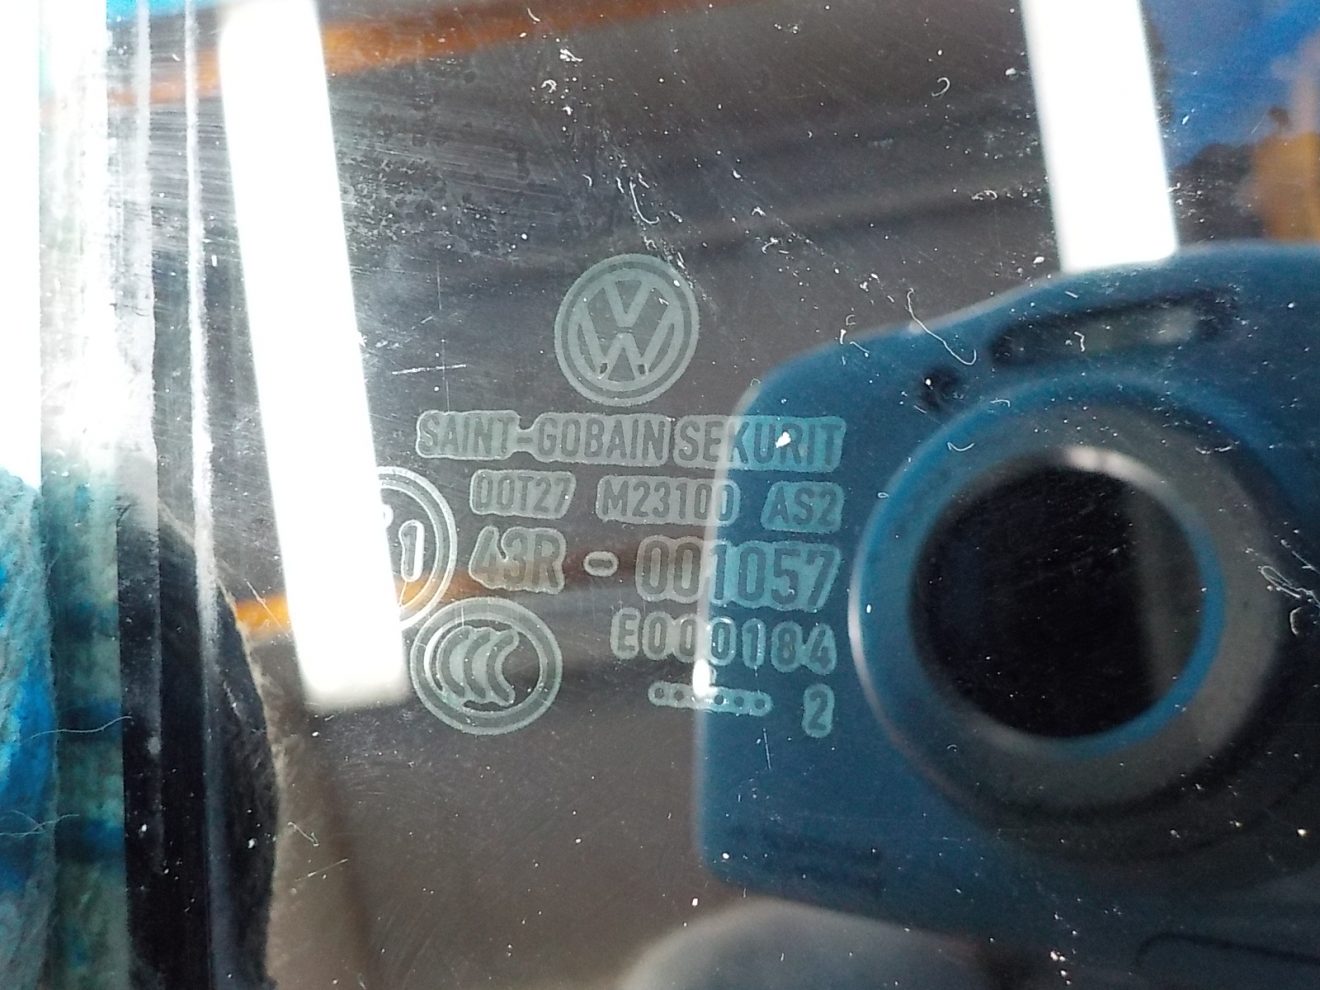 SAINT-GOBAIN SEKURIT
DOT27 M23100 AS2
43R - 001057
E000184
...... 2